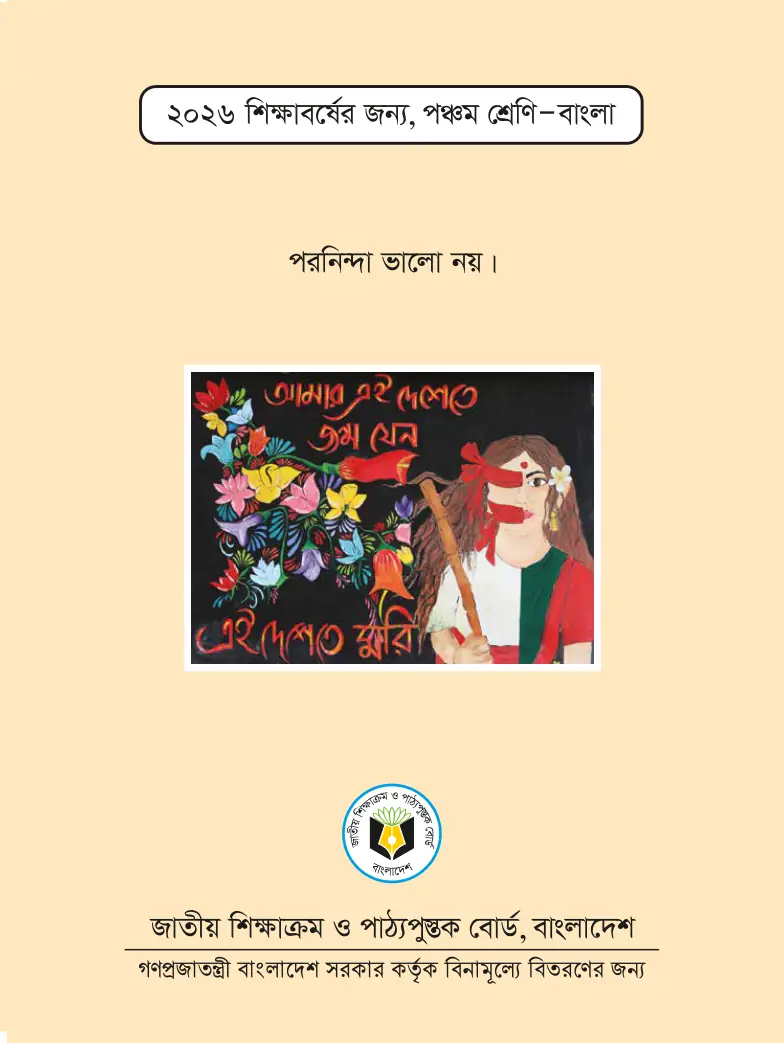 ২০২৬ শিক্ষাবর্ষের জন্য, পঞ্চম শ্রেণি–বাংলা
পরনিন্দা ভালো নয়।
আমার এই দেশেতে
জন্ম যেন
এই দেশেতে মরি
জাতীয় শিক্ষাক্রম ও পাঠ্যপুস্তক বোর্ড
বাংলাদেশ
জাতীয় শিক্ষাক্রম ও পাঠ্যপুস্তক বোর্ড, বাংলাদেশ
গণপ্রজাতন্ত্রী বাংলাদেশ সরকার কর্তৃক বিনামূল্যে বিতরণের জন্য